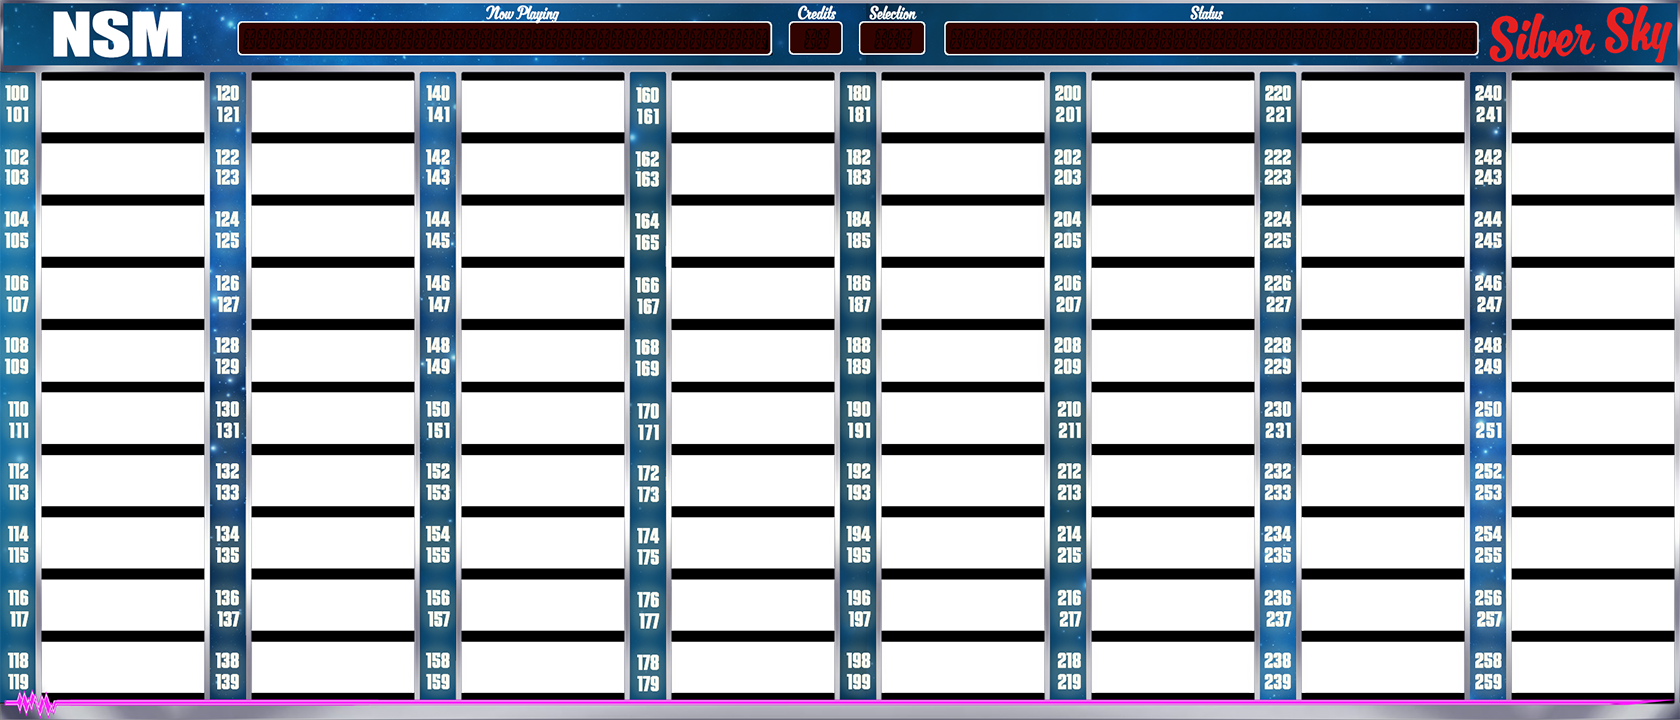 NSM Now Playing Credits Selection Status Silver Sky
100 120 140 160 180 200 220 240
101 121 141 161 181 201 221 241
102 122 142 162 182 202 222 242
103 123 143 163 183 203 223 243
104 124 144 164 184 204 224 244
105 125 145 165 185 205 225 245
106 126 146 166 186 206 226 246
107 127 147 167 187 207 227 247
108 128 148 168 188 208 228 248
109 129 149 169 189 209 229 249
110 130 150 170 190 210 230 250
111 131 151 171 191 211 231 251
112 132 152 172 192 212 232 252
113 133 153 173 193 213 233 253
114 134 154 174 194 214 234 254
115 135 155 175 195 215 235 255
116 136 156 176 196 216 236 256
117 137 157 177 197 217 237 257
118 138 158 178 198 218 238 258
119 139 159 179 199 219 239 259